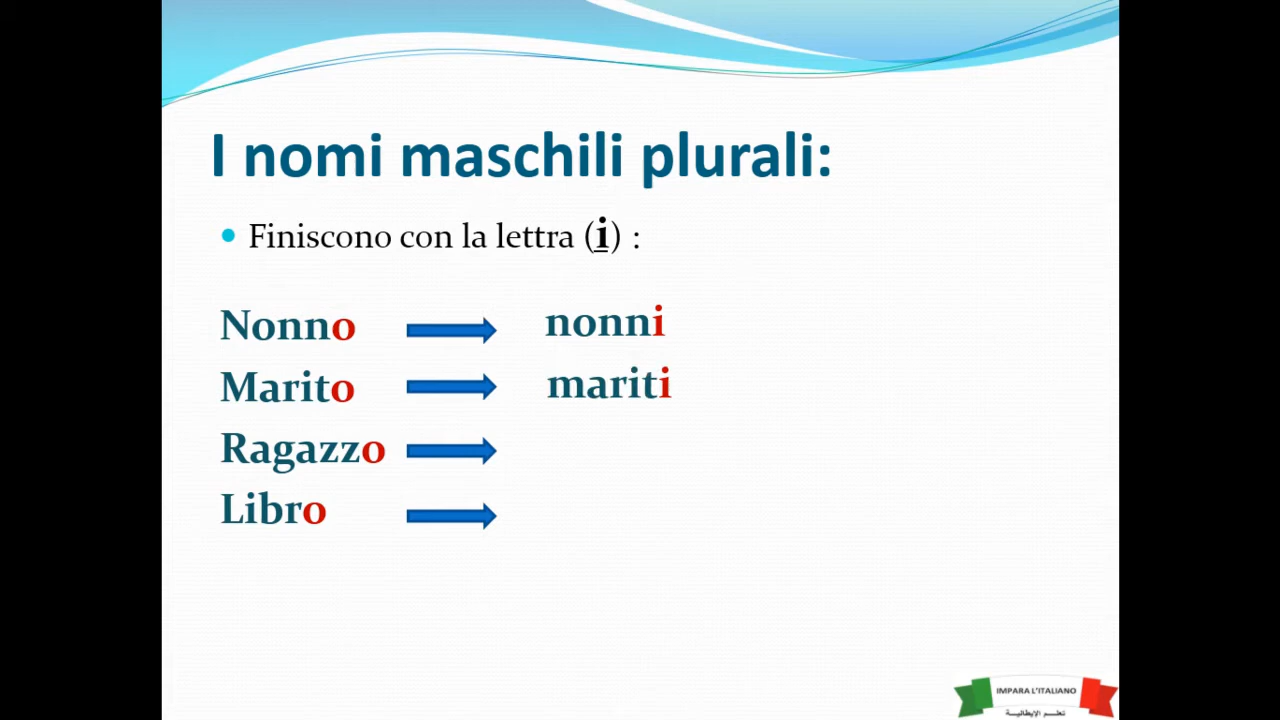 I nomi maschili plurali:
Finiscono con la lettra (i) :
Nonno nonni
Marito mariti
Ragazzo
Libro
IMPARA L'ITALIANO
تعلم الإيطالية